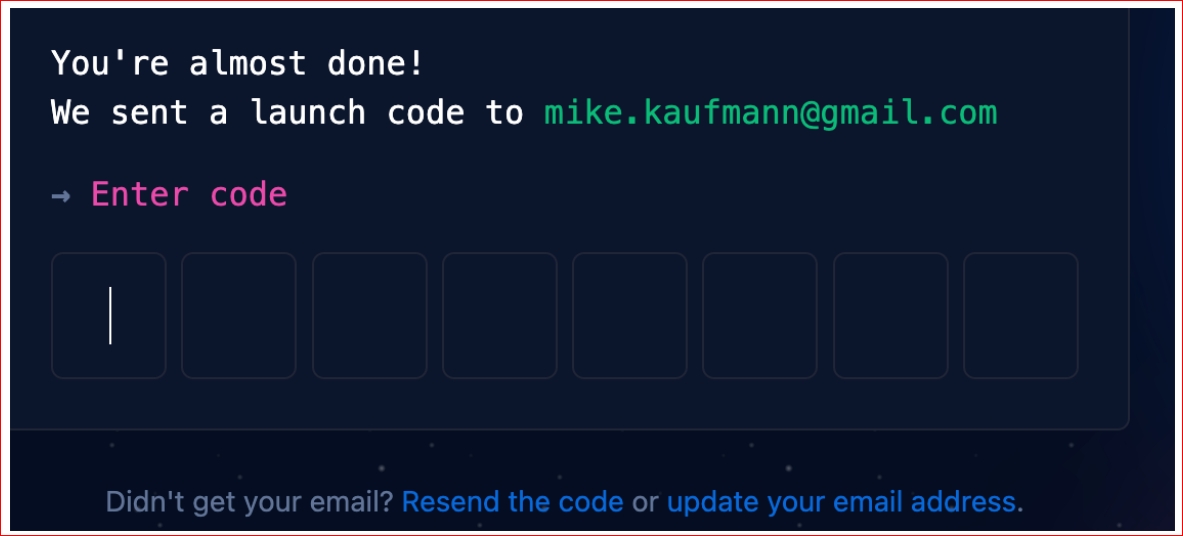 You're almost done!
We sent a launch code to mike.kaufmann@gmail.com
→ Enter code
Didn't get your email? Resend the code or update your email address.